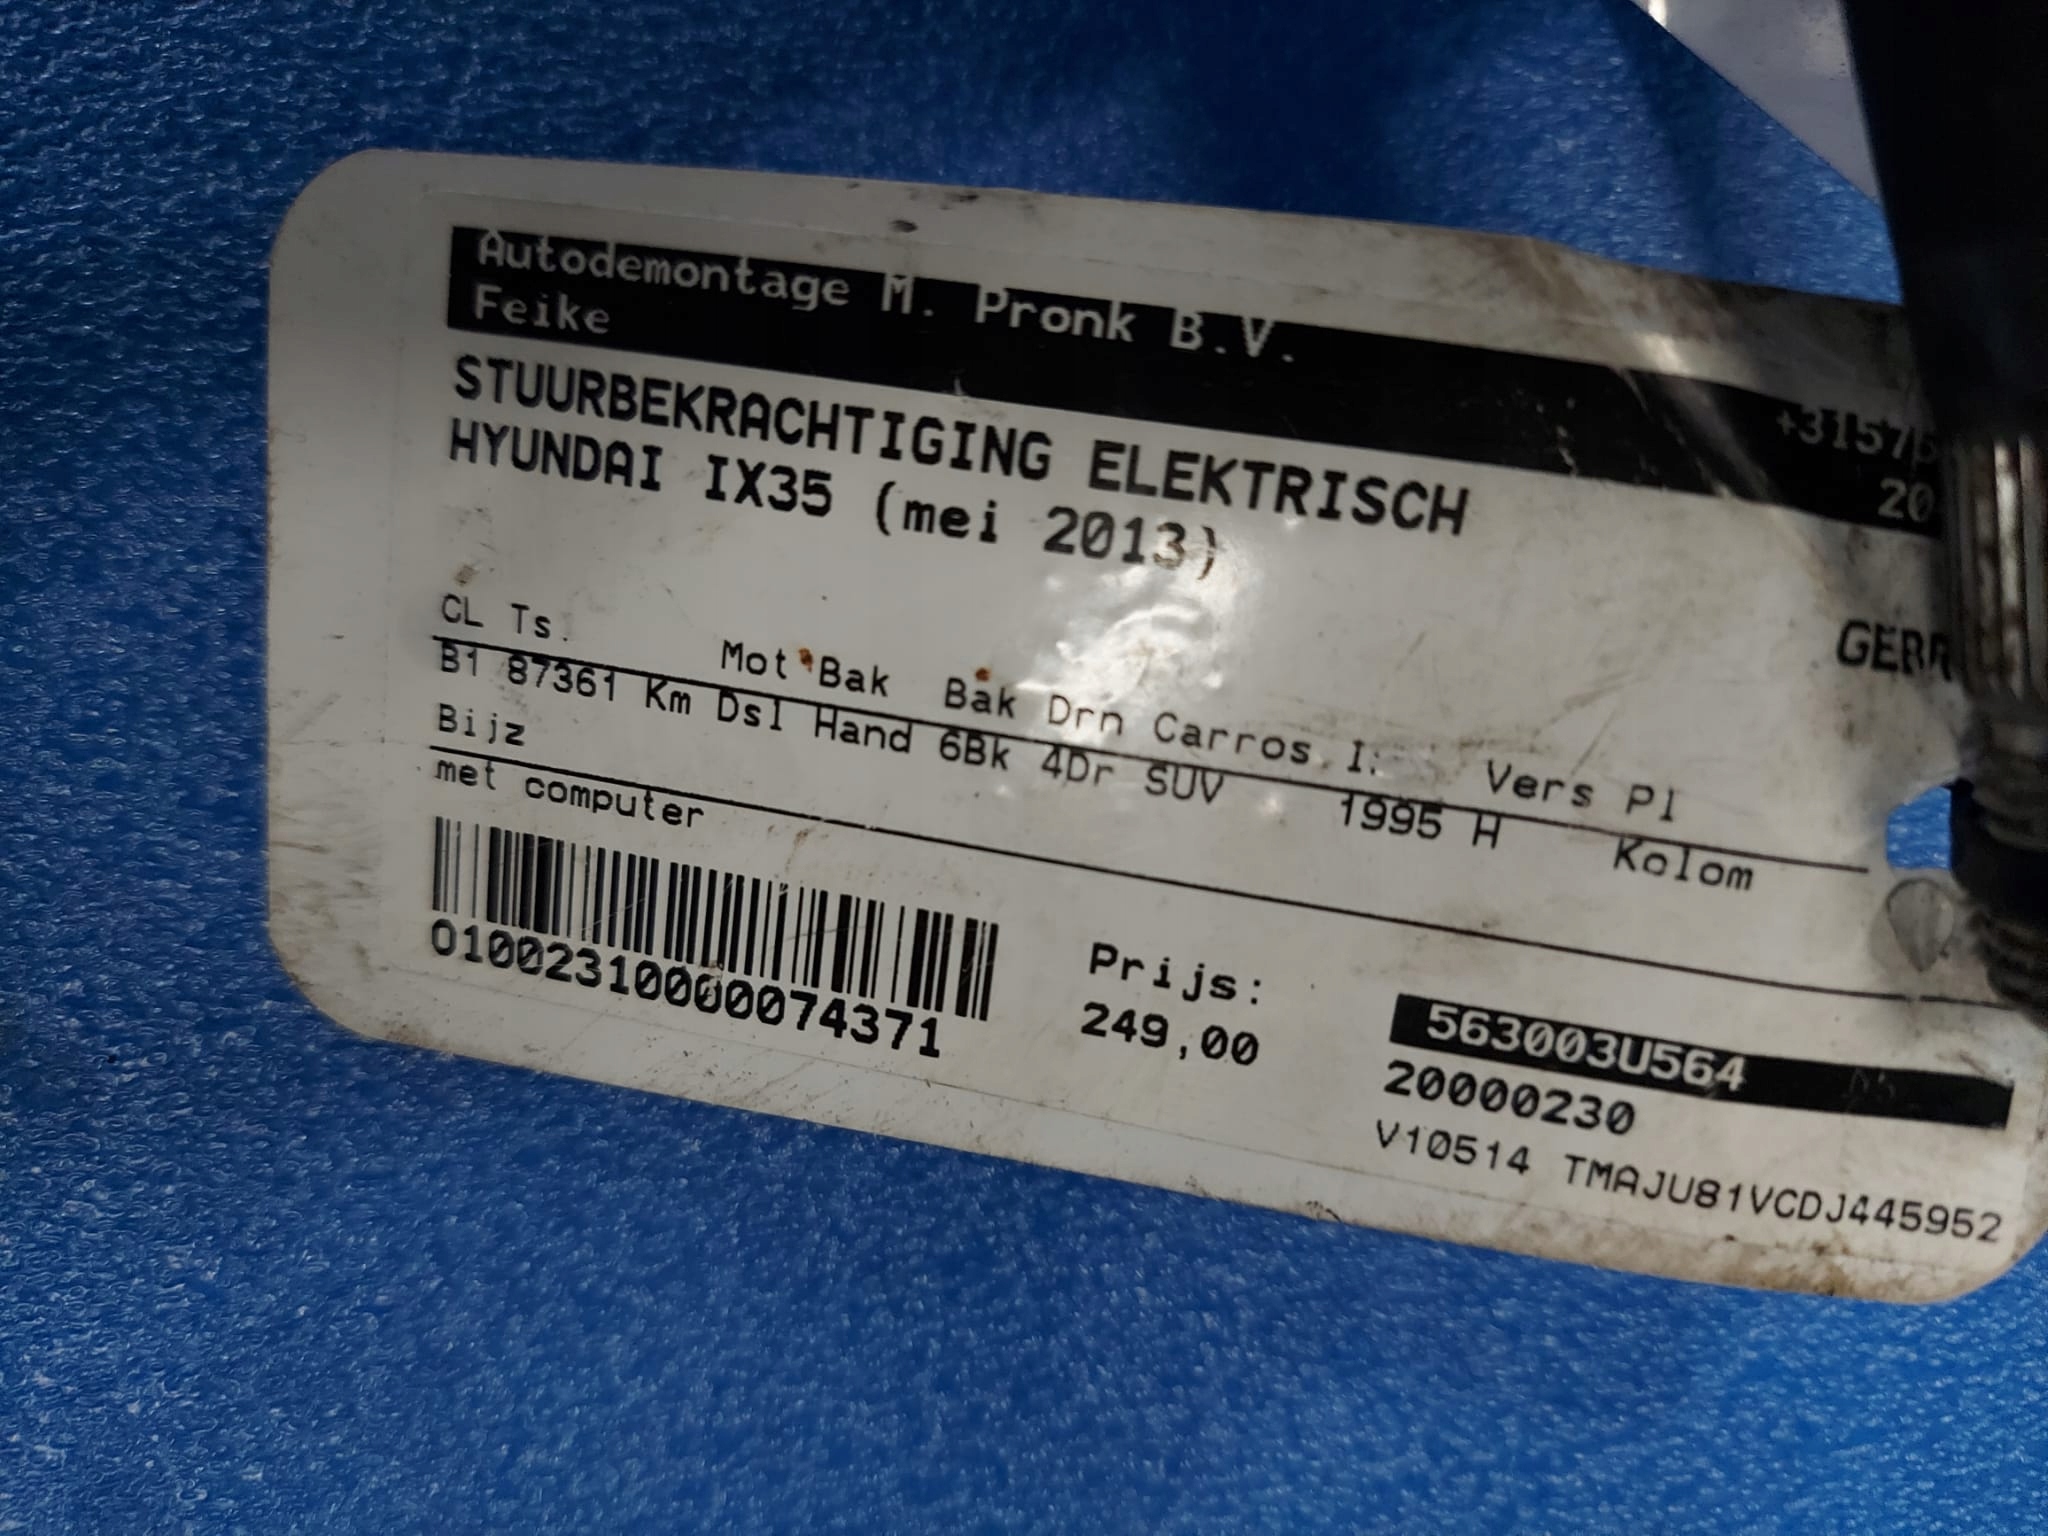 Autodemontage M. Pronk B.V.
Feike
STUURBEKRACHTIGING ELEKTRISCH
HYUNDAI IX35 (mei 2013)
CL Ts. Mot Bak Bak Drn Carros. I. Vers Pl
B1 87361 Km Dsl Hand 6Bk 4Dr SUV 1995 H Kolom
Bijz
met computer
0100231000074371
Prijs:
249,00
563003U564
20000230
V10514 TMAJU81VCDJ445952